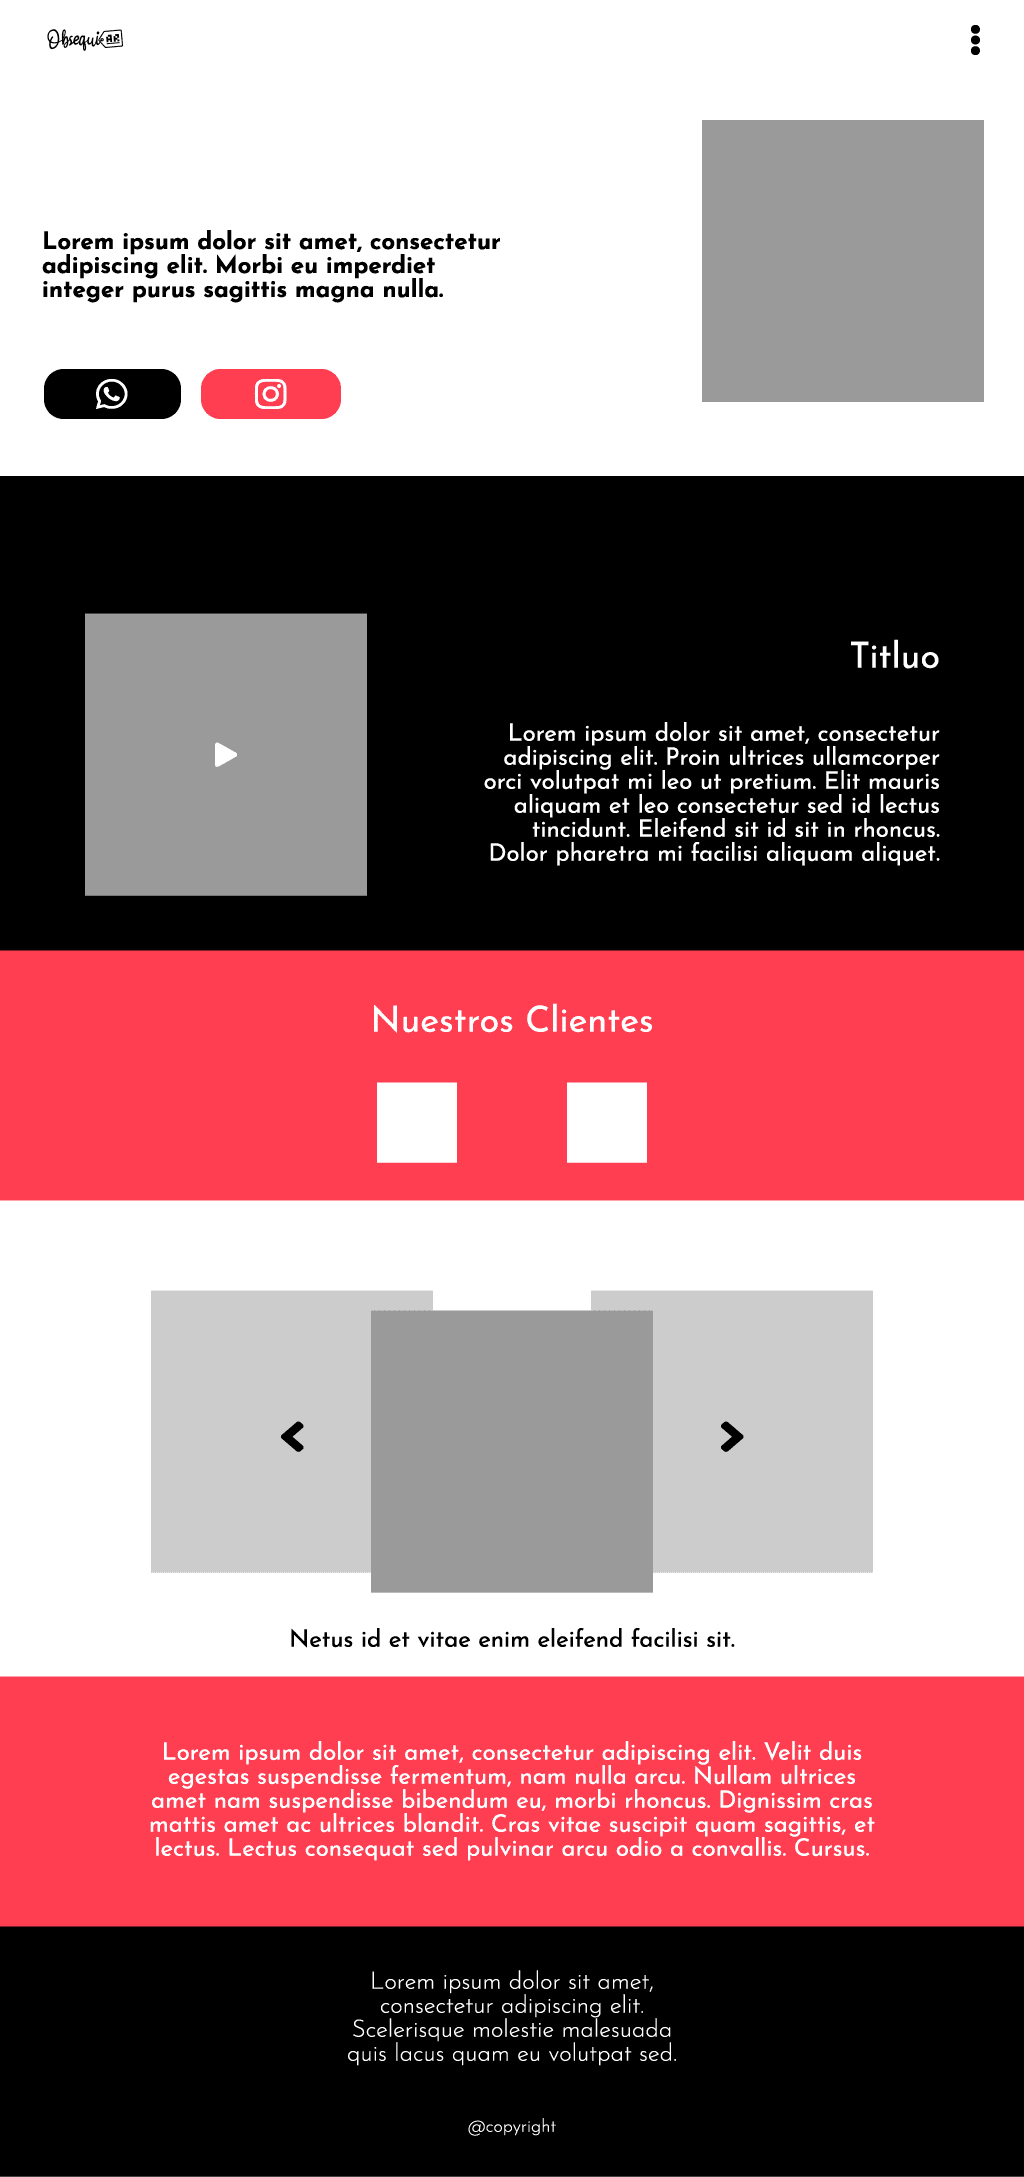 ObsequiAR
Lorem ipsum dolor sit amet, consectetur
adipiscing elit. Morbi eu imperdiet
integer purus sagittis magna nulla.
Titluo
Lorem ipsum dolor sit amet, consectetur
adipiscing elit. Proin ultrices ullamcorper
orci volutpat mi leo ut pretium. Elit mauris
aliquam et leo consectetur sed id lectus
tincidunt. Eleifend sit id sit in rhoncus.
Dolor pharetra mi facilisi aliquam aliquet.
Nuestros Clientes
Netus id et vitae enim eleifend facilisi sit.
Lorem ipsum dolor sit amet, consectetur adipiscing elit. Velit duis
egestas suspendisse fermentum, nam nulla arcu. Nullam ultrices
amet nam suspendisse bibendum eu, morbi rhoncus. Dignissim cras
mattis amet ac ultrices blandit. Cras vitae suscipit quam sagittis, et
lectus. Lectus consequat sed pulvinar arcu odio a convallis. Cursus.
Lorem ipsum dolor sit amet,
consectetur adipiscing elit.
Scelerisque molestie malesuada
quis lacus quam eu volutpat sed.
@copyright